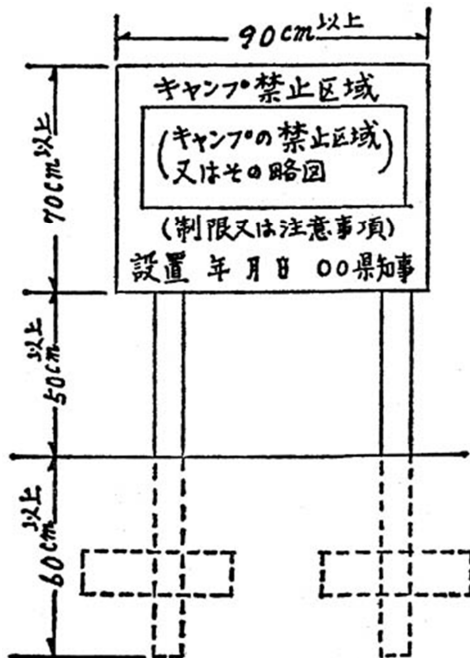 90cm以上
キャンプ禁止区域
(キャンプの禁止区域
又はその略図)
(制限又は注意事項)
設置 年月日 〇〇県知事
70cm以上
50cm以上
60cm以上